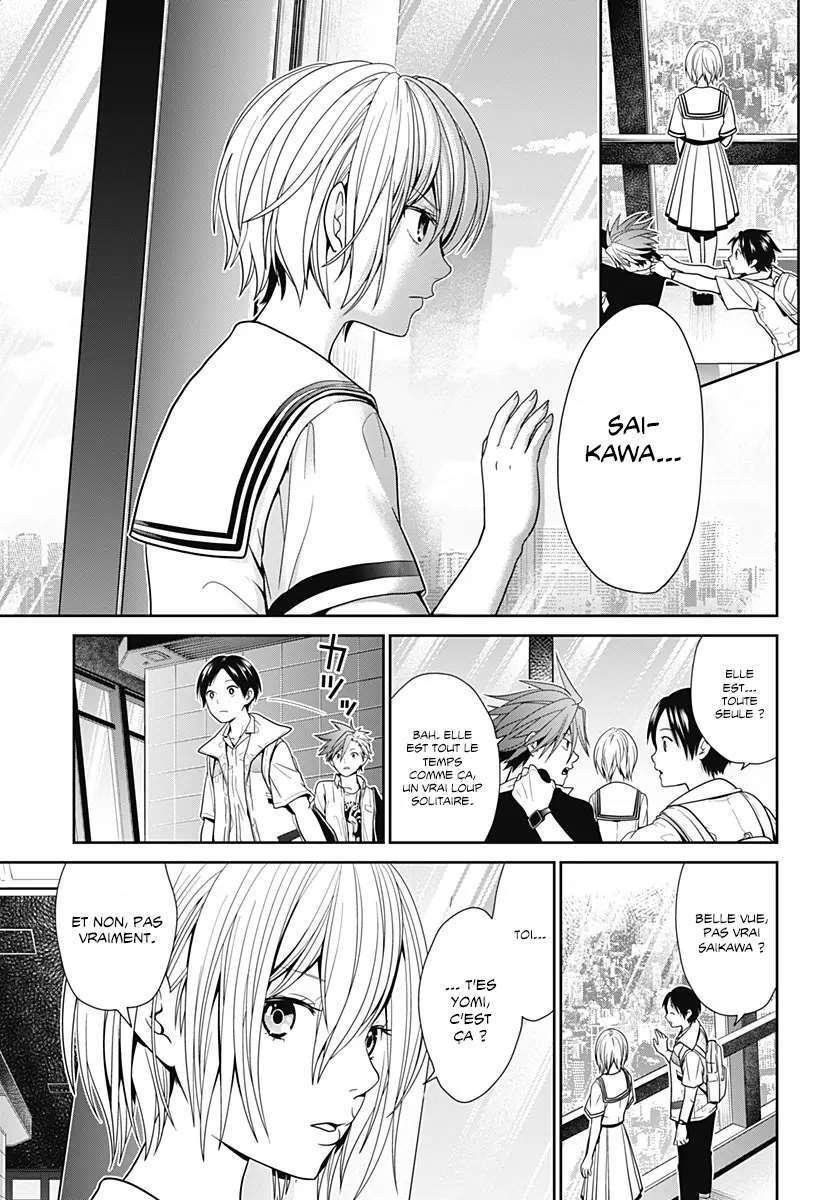 SAI-
KAWA...
ELLE
EST...
TOUTE
SEULE ?
BAH. ELLE
EST TOUT LE
TEMPS
COMME ÇA,
UN VRAI LOUP
SOLITAIRE.
カツッ
BELLE VUE,
PAS VRAI
SAIKAWA ?
TOI...
... T'ES
YOMI,
C'EST
ÇA ?
ET NON, PAS
VRAIMENT.